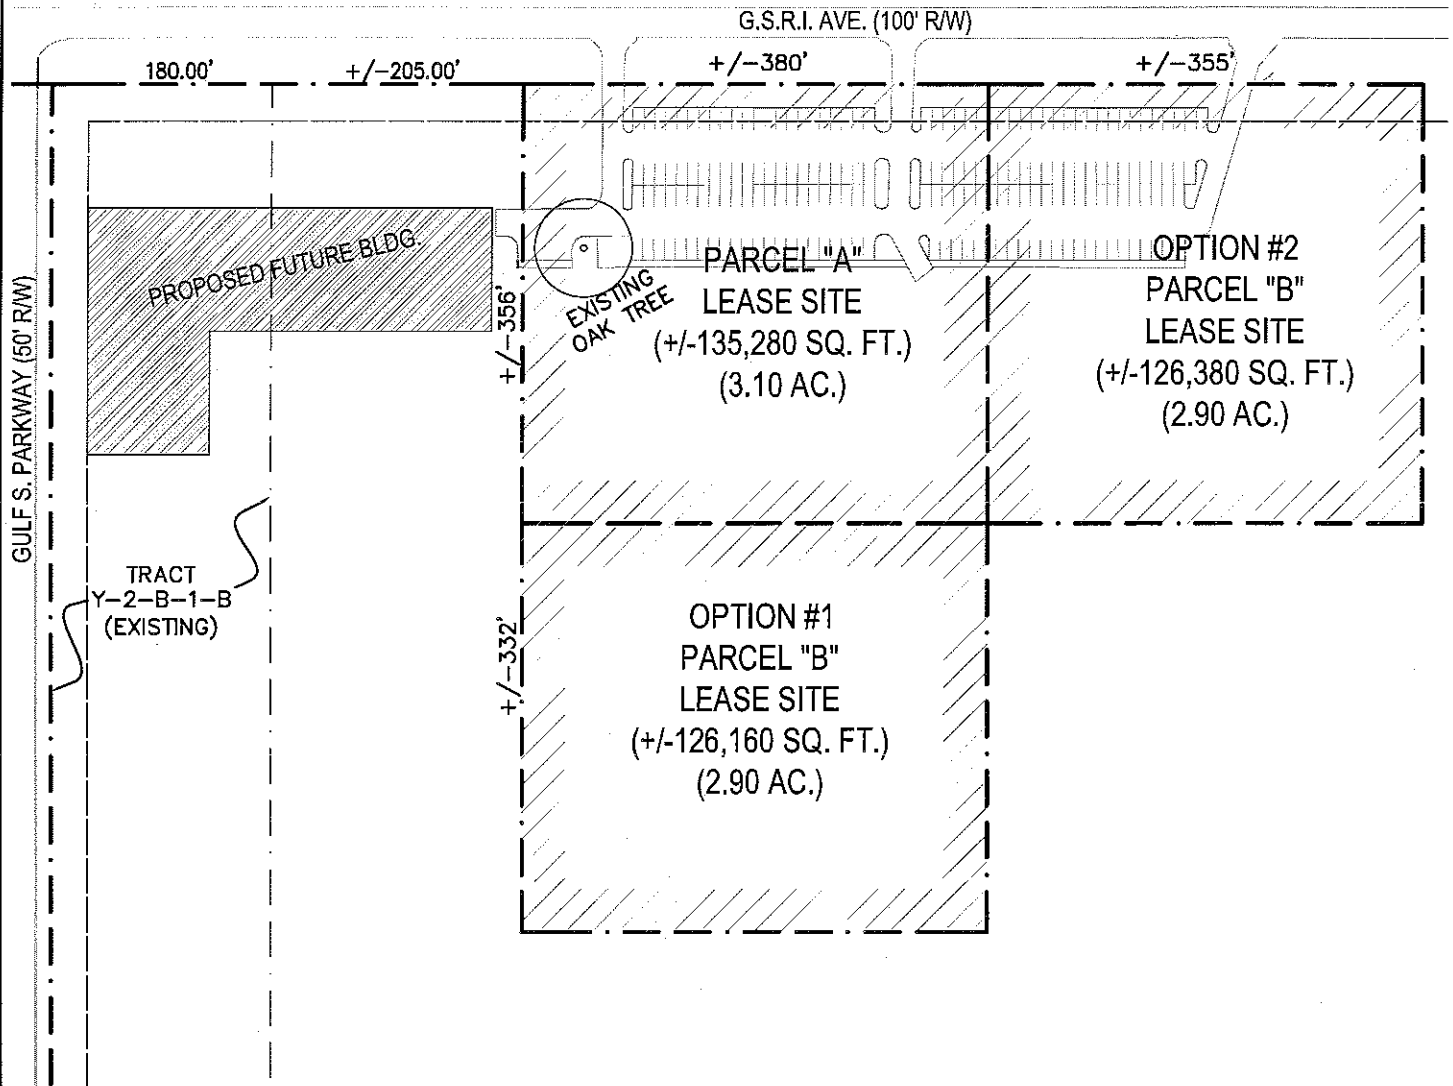 G.S.R.I. AVE. (100' R/W)
180.00'
+/-205.00'
+/-380'
+/-355'
GULF S. PARKWAY (50' R/W)
PROPOSED FUTURE BLDG.
+/-356'
EXISTING
OAK TREE
PARCEL "A"
LEASE SITE
(+/-135,280 SQ. FT.)
(3.10 AC.)
OPTION #2
PARCEL "B"
LEASE SITE
(+/-126,380 SQ. FT.)
(2.90 AC.)
TRACT
Y-2-B-1-B
(EXISTING)
+/-332'
OPTION #1
PARCEL "B"
LEASE SITE
(+/-126,160 SQ. FT.)
(2.90 AC.)